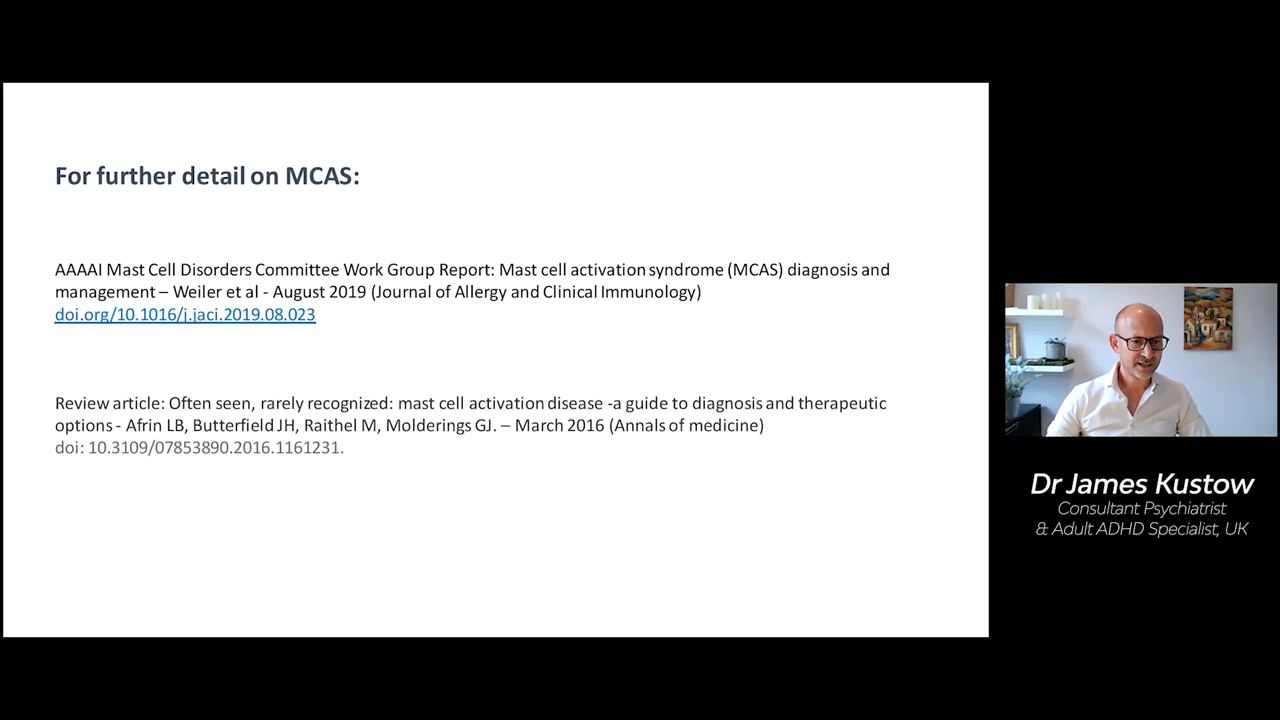 For further detail on MCAS:
AAAAI Mast Cell Disorders Committee Work Group Report: Mast cell activation syndrome (MCAS) diagnosis and
management – Weiler et al - August 2019 (Journal of Allergy and Clinical Immunology)
doi.org/10.1016/j.jaci.2019.08.023
Review article: Often seen, rarely recognized: mast cell activation disease -a guide to diagnosis and therapeutic
options - Afrin LB, Butterfield JH, Raithel M, Molderings GJ. – March 2016 (Annals of medicine)
doi: 10.3109/07853890.2016.1161231.
Dr James Kustow
Consultant Psychiatrist
& Adult ADHD Specialist, UK